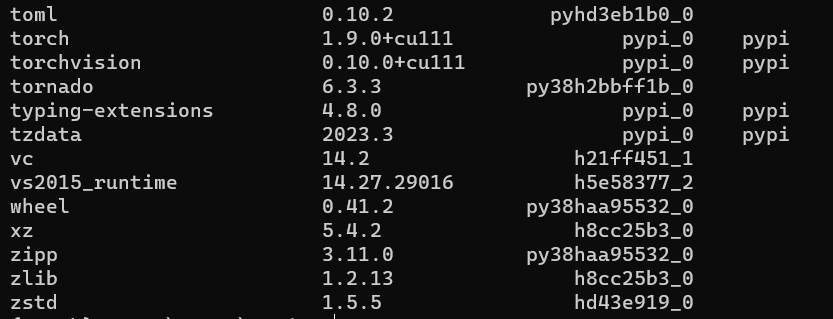 toml 0.10.2 pyhd3eb1b0_0
torch 1.9.0+cu111 pypi_0 pypi
torchvision 0.10.0+cu111 pypi_0 pypi
tornado 6.3.3 py38h2bbff1b_0
typing-extensions 4.8.0 pypi_0 pypi
tzdata 2023.3 pypi_0 pypi
vc 14.2 h21ff451_1
vs2015_runtime 14.27.29016 h5e58377_2
wheel 0.41.2 py38haa95532_0
xz 5.4.2 h8cc25b3_0
zipp 3.11.0 py38haa95532_0
zlib 1.2.13 h8cc25b3_0
zstd 1.5.5 hd43e919_0